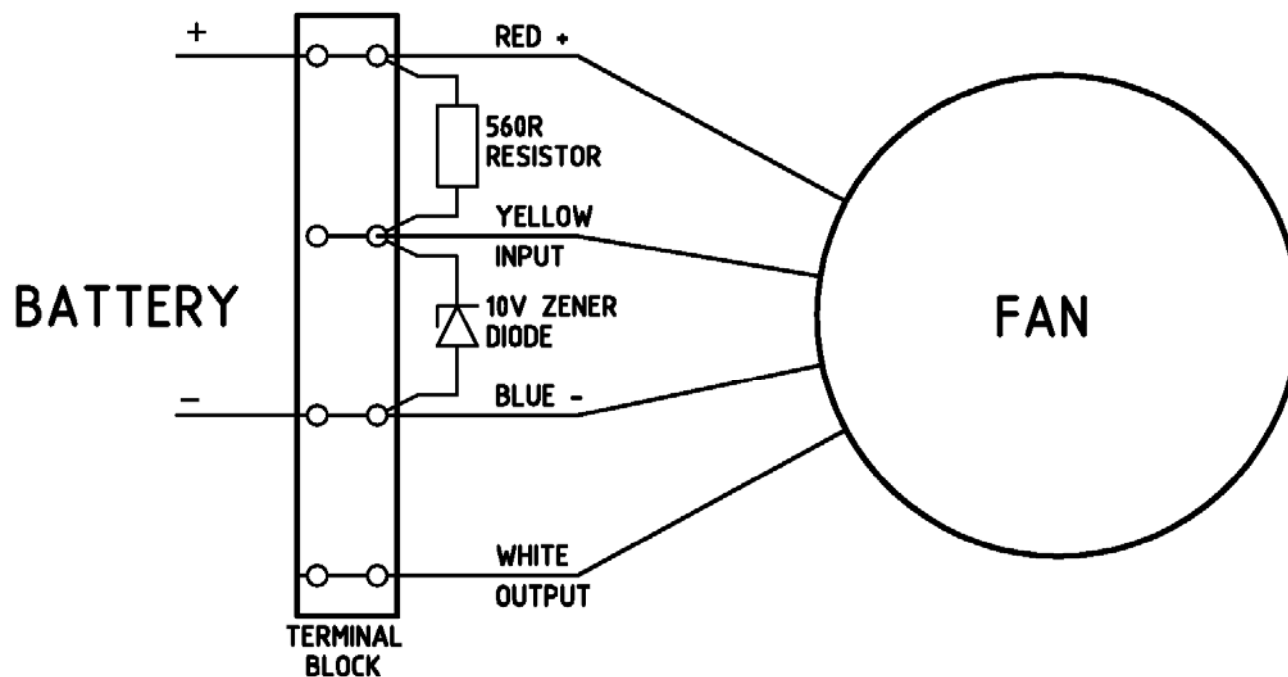 +
RED +
560R
RESISTOR
YELLOW
INPUT
BATTERY
10V ZENER
DIODE
FAN
–
BLUE -
WHITE
OUTPUT
TERMINAL
BLOCK